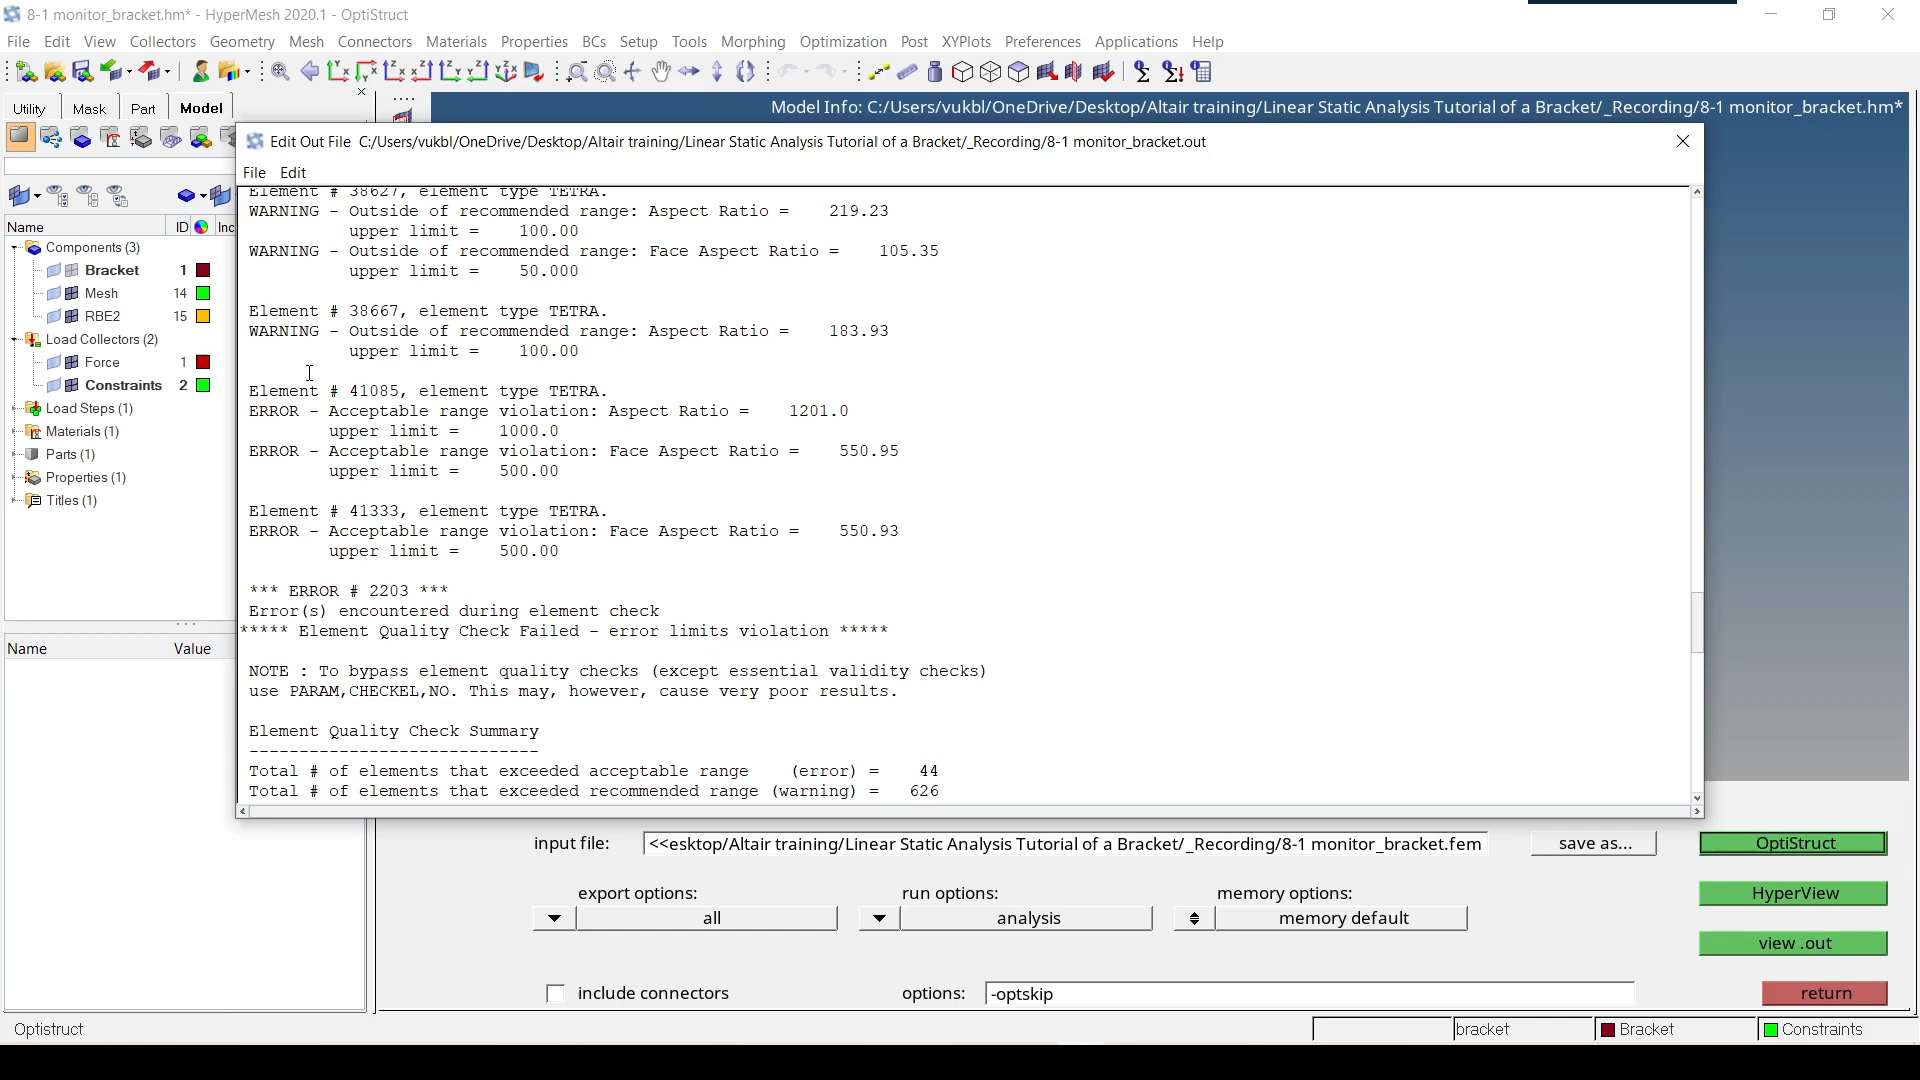 8-1 monitor_bracket.hm* - HyperMesh 2020.1 - OptiStruct
File Edit View Collectors Geometry Mesh Connectors Materials Properties BCs Setup Tools Morphing Optimization Post XYPlots Preferences Applications Help
Utility Mask Part Model
Model Info: C:/Users/vukbl/OneDrive/Desktop/Altair training/Linear Static Analysis Tutorial of a Bracket/_Recording/8-1 monitor_bracket.hm*
Edit Out File C:/Users/vukbl/OneDrive/Desktop/Altair training/Linear Static Analysis Tutorial of a Bracket/_Recording/8-1 monitor_bracket.out
File Edit
Name ID Inc
Components (3)
Bracket 1
Mesh 14
RBE2 15
Load Collectors (2)
Force 1
Constraints 2
Load Steps (1)
Materials (1)
Parts (1)
Properties (1)
Titles (1)
Name Value
Element # 38627, element type TETRA.
WARNING - Outside of recommended range: Aspect Ratio = 219.23
upper limit = 100.00
WARNING - Outside of recommended range: Face Aspect Ratio = 105.35
upper limit = 50.000
Element # 38667, element type TETRA.
WARNING - Outside of recommended range: Aspect Ratio = 183.93
upper limit = 100.00
Element # 41085, element type TETRA.
ERROR - Acceptable range violation: Aspect Ratio = 1201.0
upper limit = 1000.0
ERROR - Acceptable range violation: Face Aspect Ratio = 550.95
upper limit = 500.00
Element # 41333, element type TETRA.
ERROR - Acceptable range violation: Face Aspect Ratio = 550.93
upper limit = 500.00
*** ERROR # 2203 ***
Error(s) encountered during element check
***** Element Quality Check Failed - error limits violation *****
NOTE : To bypass element quality checks (except essential validity checks)
use PARAM,CHECKEL,NO. This may, however, cause very poor results.
Element Quality Check Summary
-----------------------------
Total # of elements that exceeded acceptable range (error) = 44
Total # of elements that exceeded recommended range (warning) = 626
input file: <<esktop/Altair training/Linear Static Analysis Tutorial of a Bracket/_Recording/8-1 monitor_bracket.fem save as... OptiStruct
export options: run options: memory options: HyperView
all analysis memory default
view .out
include connectors options: -optskip return
Optistruct bracket Bracket Constraints